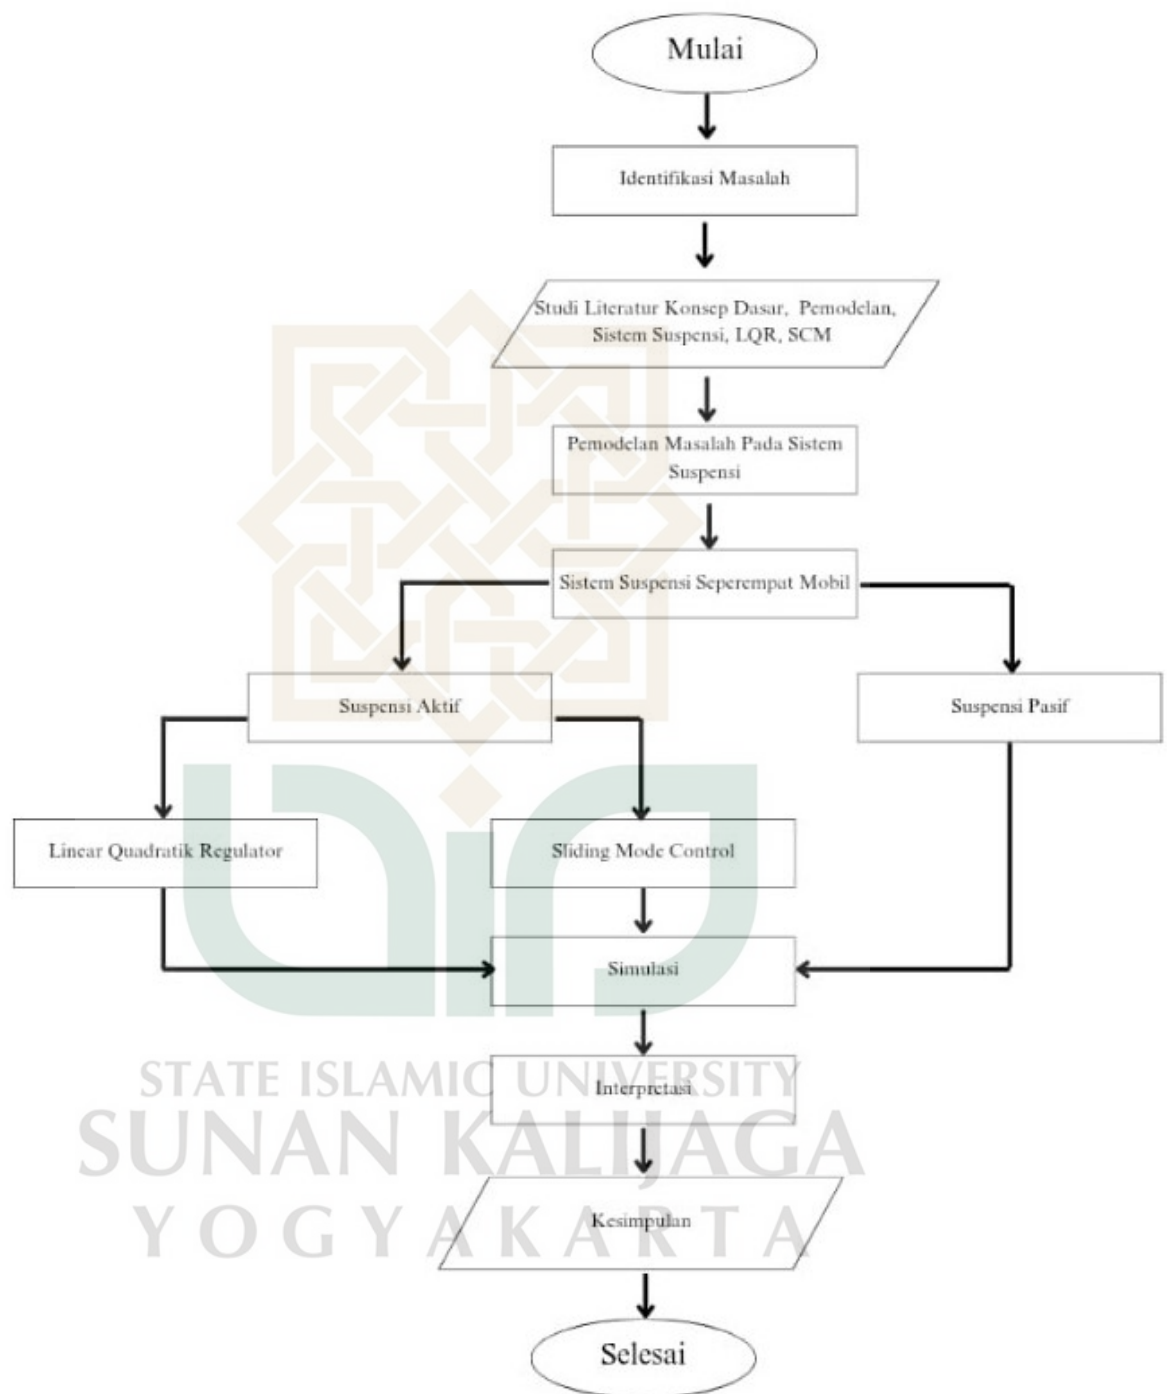 Mulai
Identifikasi Masalah
Studi Literatur Konsep Dasar, Pemodelan,
Sistem Suspensi, LQR, SCM
Pemodelan Masalah Pada Sistem
Suspensi
Sistem Suspensi Seperempat Mobil
Suspensi Aktif
Suspensi Pasif
Linear Quadratik Regulator
Sliding Mode Control
Simulasi
Interpretasi
Kesimpulan
Selesai
STATE ISLAMIC UNIVERSITY
SUNAN KALIJAGA
YOGYAKARTA